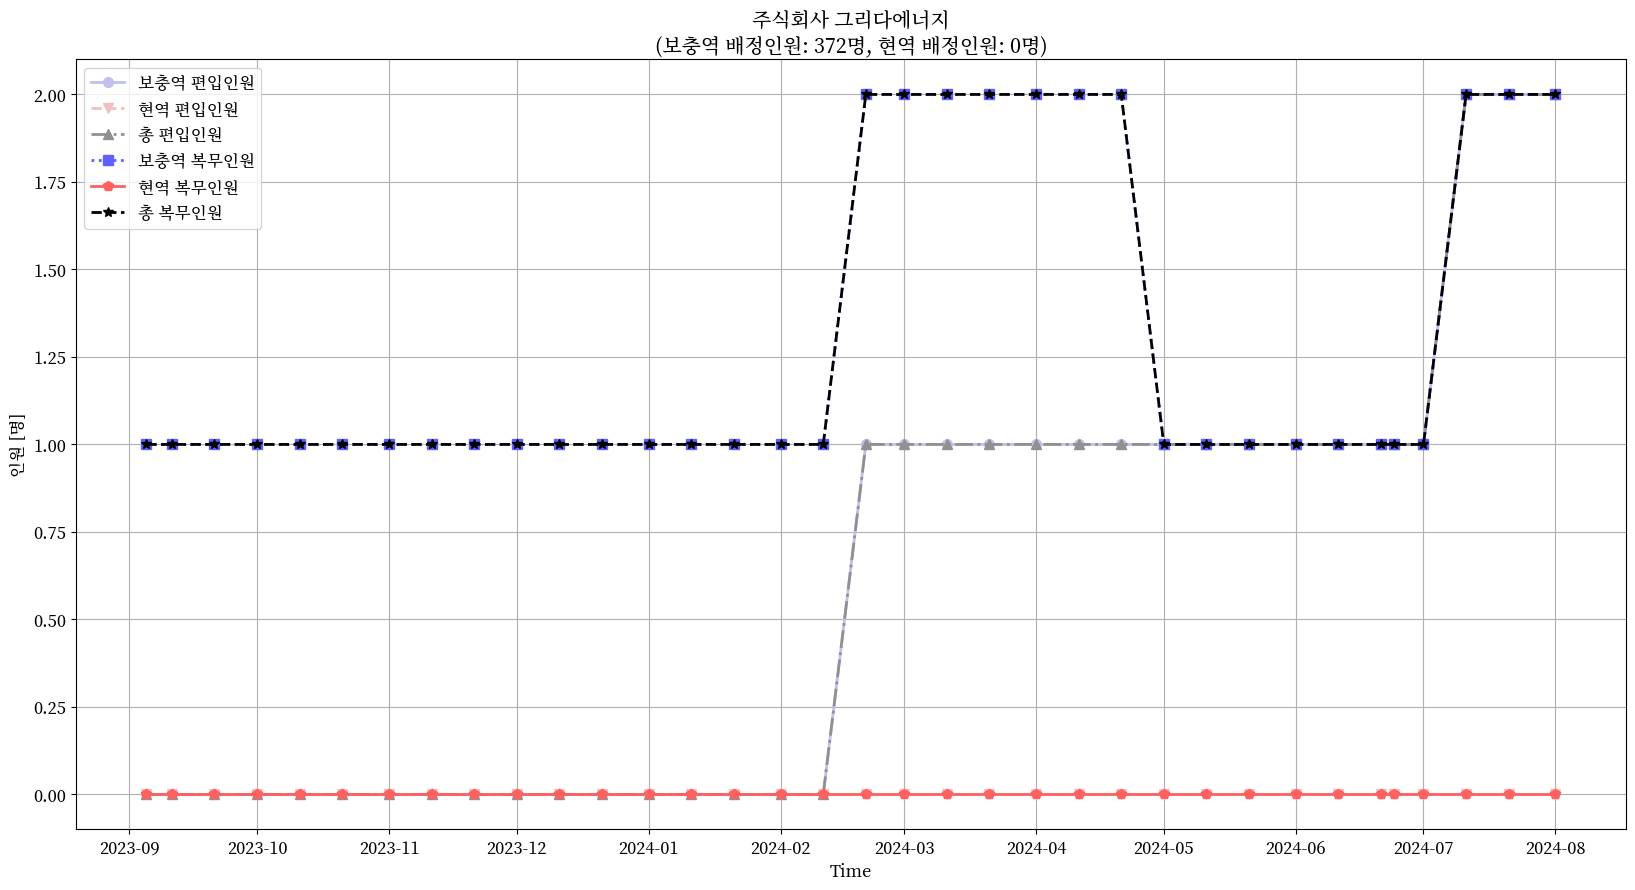 주식회사 그리다에너지
(보충역 배정인원: 372명, 현역 배정인원: 0명)
보충역 편입인원
현역 편입인원
총 편입인원
보충역 복무인원
현역 복무인원
총 복무인원
2.00
1.75
1.50
1.25
1.00
0.75
0.50
0.25
0.00
인원 [명]
2023-09 2023-10 2023-11 2023-12 2024-01 2024-02 2024-03 2024-04 2024-05 2024-06 2024-07 2024-08
Time